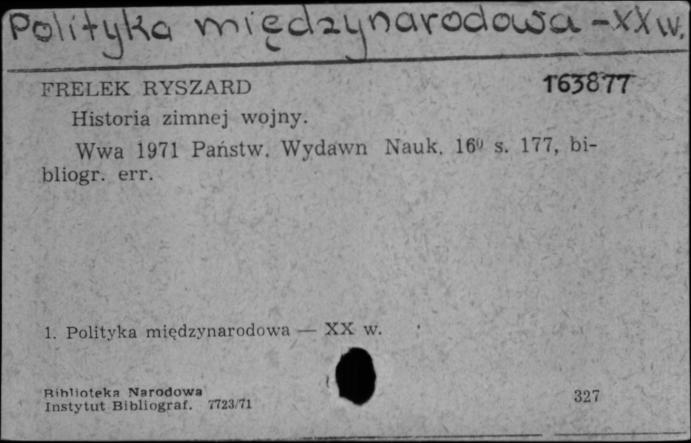 Polityka międzynarodowa - XX w.
FRELEK RYSZARD 163877
Historia zimnej wojny.
Wwa 1971 Państw. Wydawn Nauk. 16⁰ s. 177, bi-
bliogr. err.
1. Polityka międzynarodowa — XX w.
Biblioteka Narodowa
Instytut Bibliograf. 7723/71 327